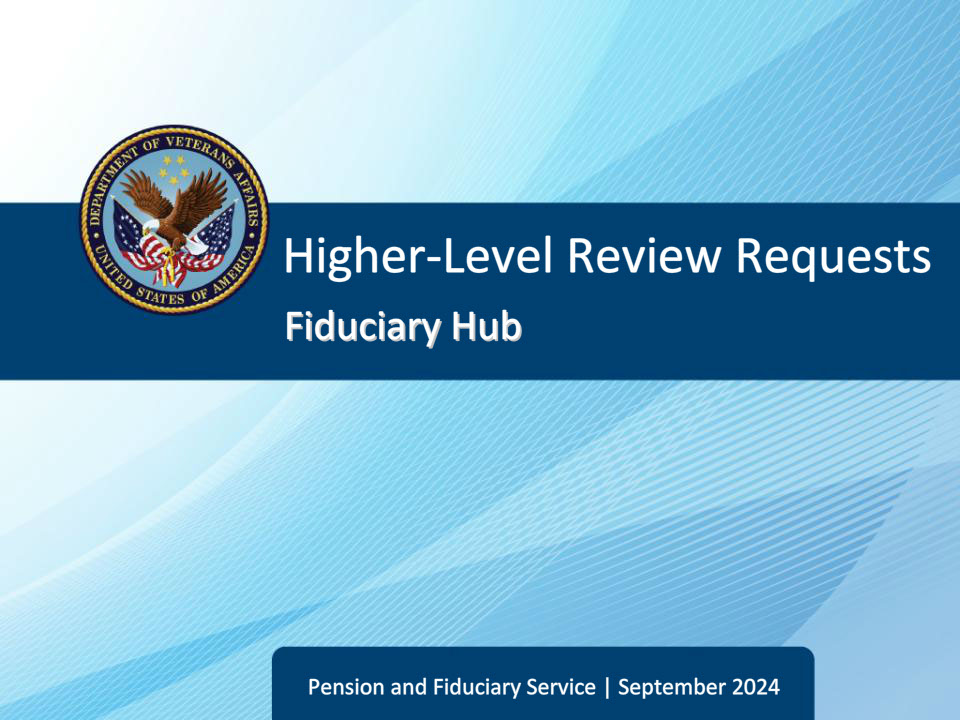 DEPARTMENT OF VETERANS AFFAIRS
UNITED STATES OF AMERICA
Higher-Level Review Requests
Fiduciary Hub
Pension and Fiduciary Service | September 2024